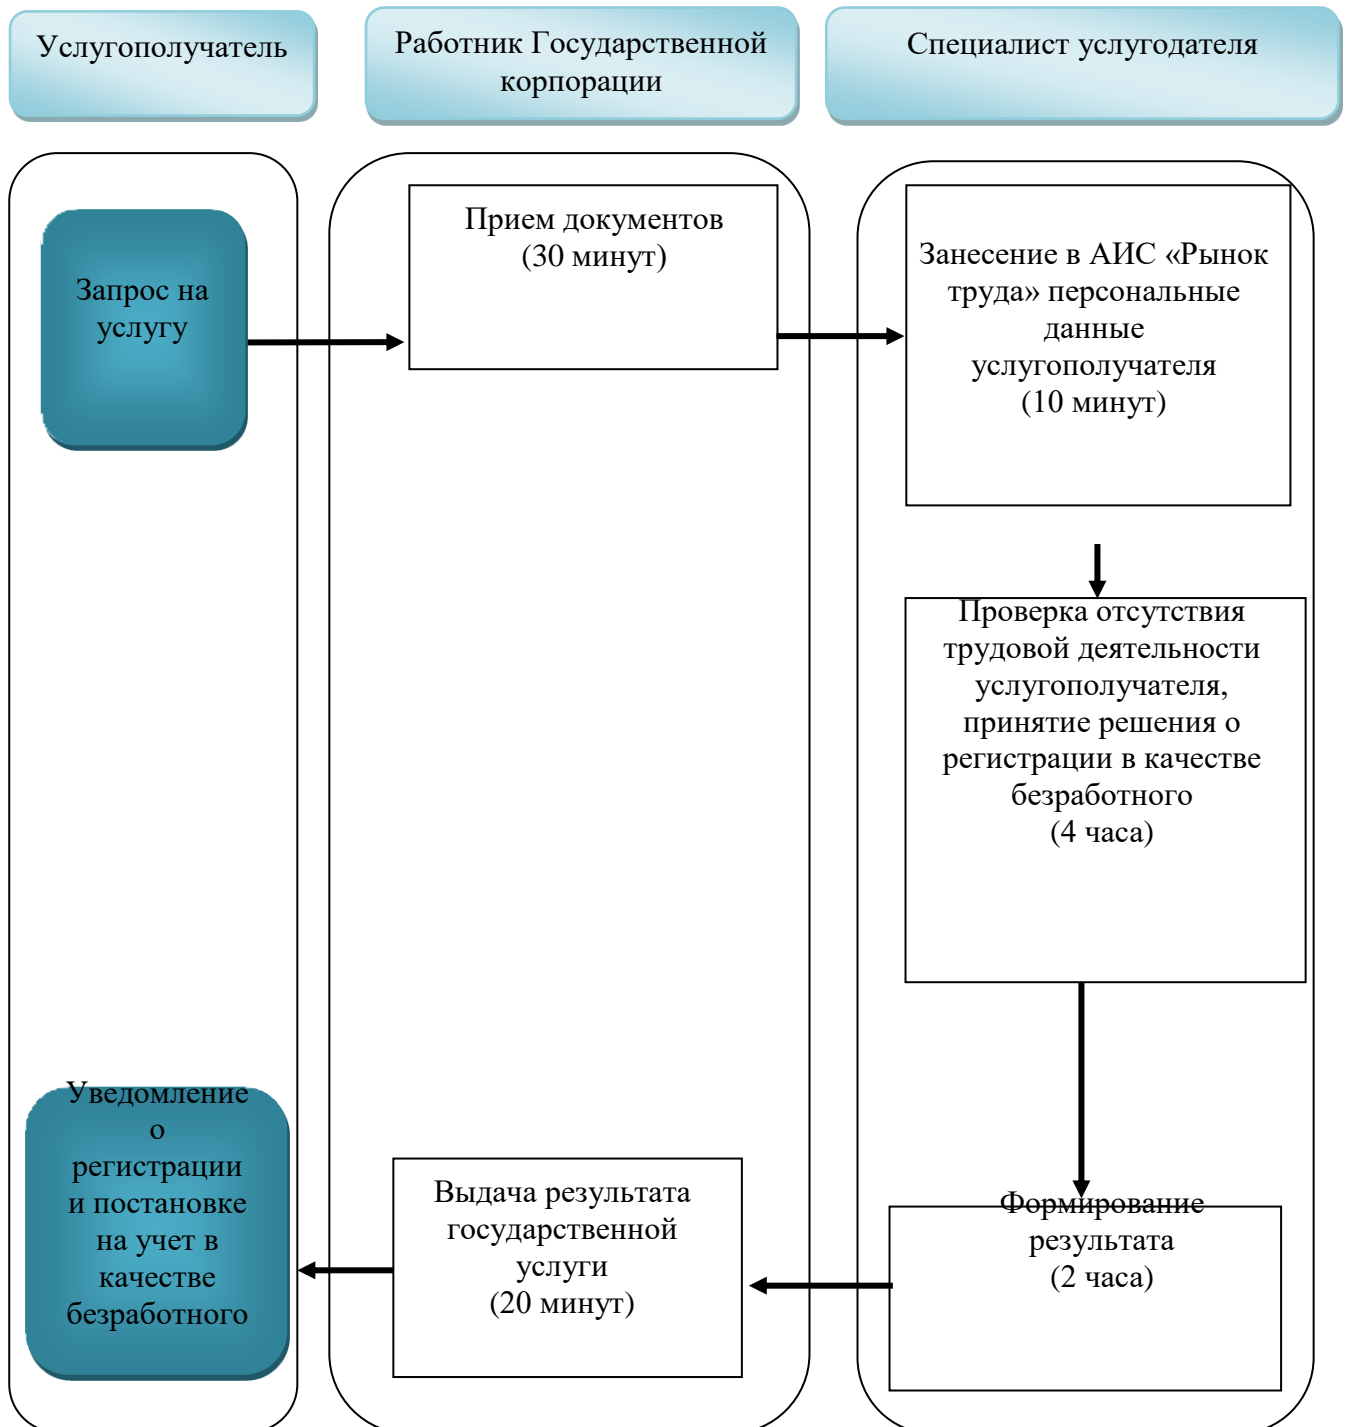 Услугополучатель
Работник Государственной
корпорации
Специалист услугодателя
Запрос на
услугу
Прием документов
(30 минут)
Занесение в АИС «Рынок
труда» персональные
данные
услугополучателя
(10 минут)
Проверка отсутствия
трудовой деятельности
услугополучателя,
принятие решения о
регистрации в качестве
безработного
(4 часа)
Формирование
результата
(2 часа)
Выдача результата
государственной
услуги
(20 минут)
Уведомление
о
регистрации
и постановке
на учет в
качестве
безработного